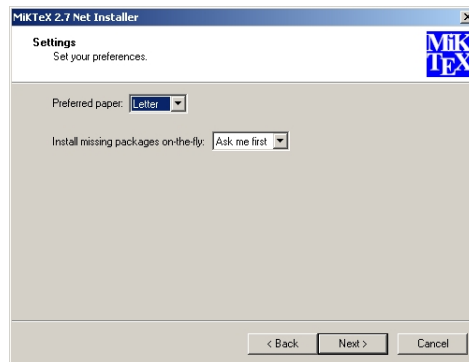 MiKTeX 2.7 Net Installer
Settings
Set your preferences.
MiK
TEX
Preferred paper: Letter
Install missing packages on-the-fly: Ask me first
< Back Next > Cancel